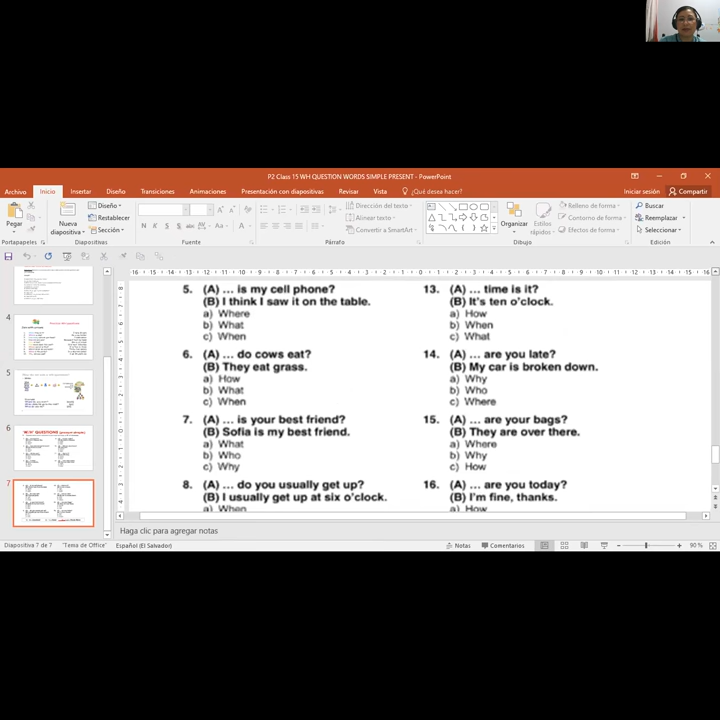 P2 Class 15 WH QUESTION WORDS SIMPLE PRESENT - PowerPoint
Archivo Inicio Insertar Diseño Transiciones Animaciones Presentación con diapositivas Revisar Vista ¿Qué desea hacer? Iniciar sesión Compartir
Pegar
Nueva diapositiva
Diseño
Restablecer
Sección
Dirección del texto
Alinear texto
Convertir a SmartArt
Organizar
Estilos rápidos
Relleno de forma
Contorno de forma
Efectos de forma
Buscar
Reemplazar
Seleccionar
Portapapeles Diapositivas Fuente Párrafo Dibujo Edición
4
5
6
7
5. (A) ... is my cell phone?
(B) I think I saw it on the table.
a) Where
b) What
c) When
6. (A) ... do cows eat?
(B) They eat grass.
a) How
b) What
c) When
7. (A) ... is your best friend?
(B) Sofia is my best friend.
a) What
b) Who
c) Why
8. (A) ... do you usually get up?
(B) I usually get up at six o'clock.
a) When
13. (A) ... time is it?
(B) It's ten o'clock.
a) How
b) When
c) What
14. (A) ... are you late?
(B) My car is broken down.
a) Why
b) Who
c) Where
15. (A) ... are your bags?
(B) They are over there.
a) Where
b) Why
c) How
16. (A) ... are you today?
(B) I'm fine, thanks.
a) How
Haga clic para agregar notas
Diapositiva 7 de 7 "Tema de Office" Español (El Salvador) Notas Comentarios 90 %